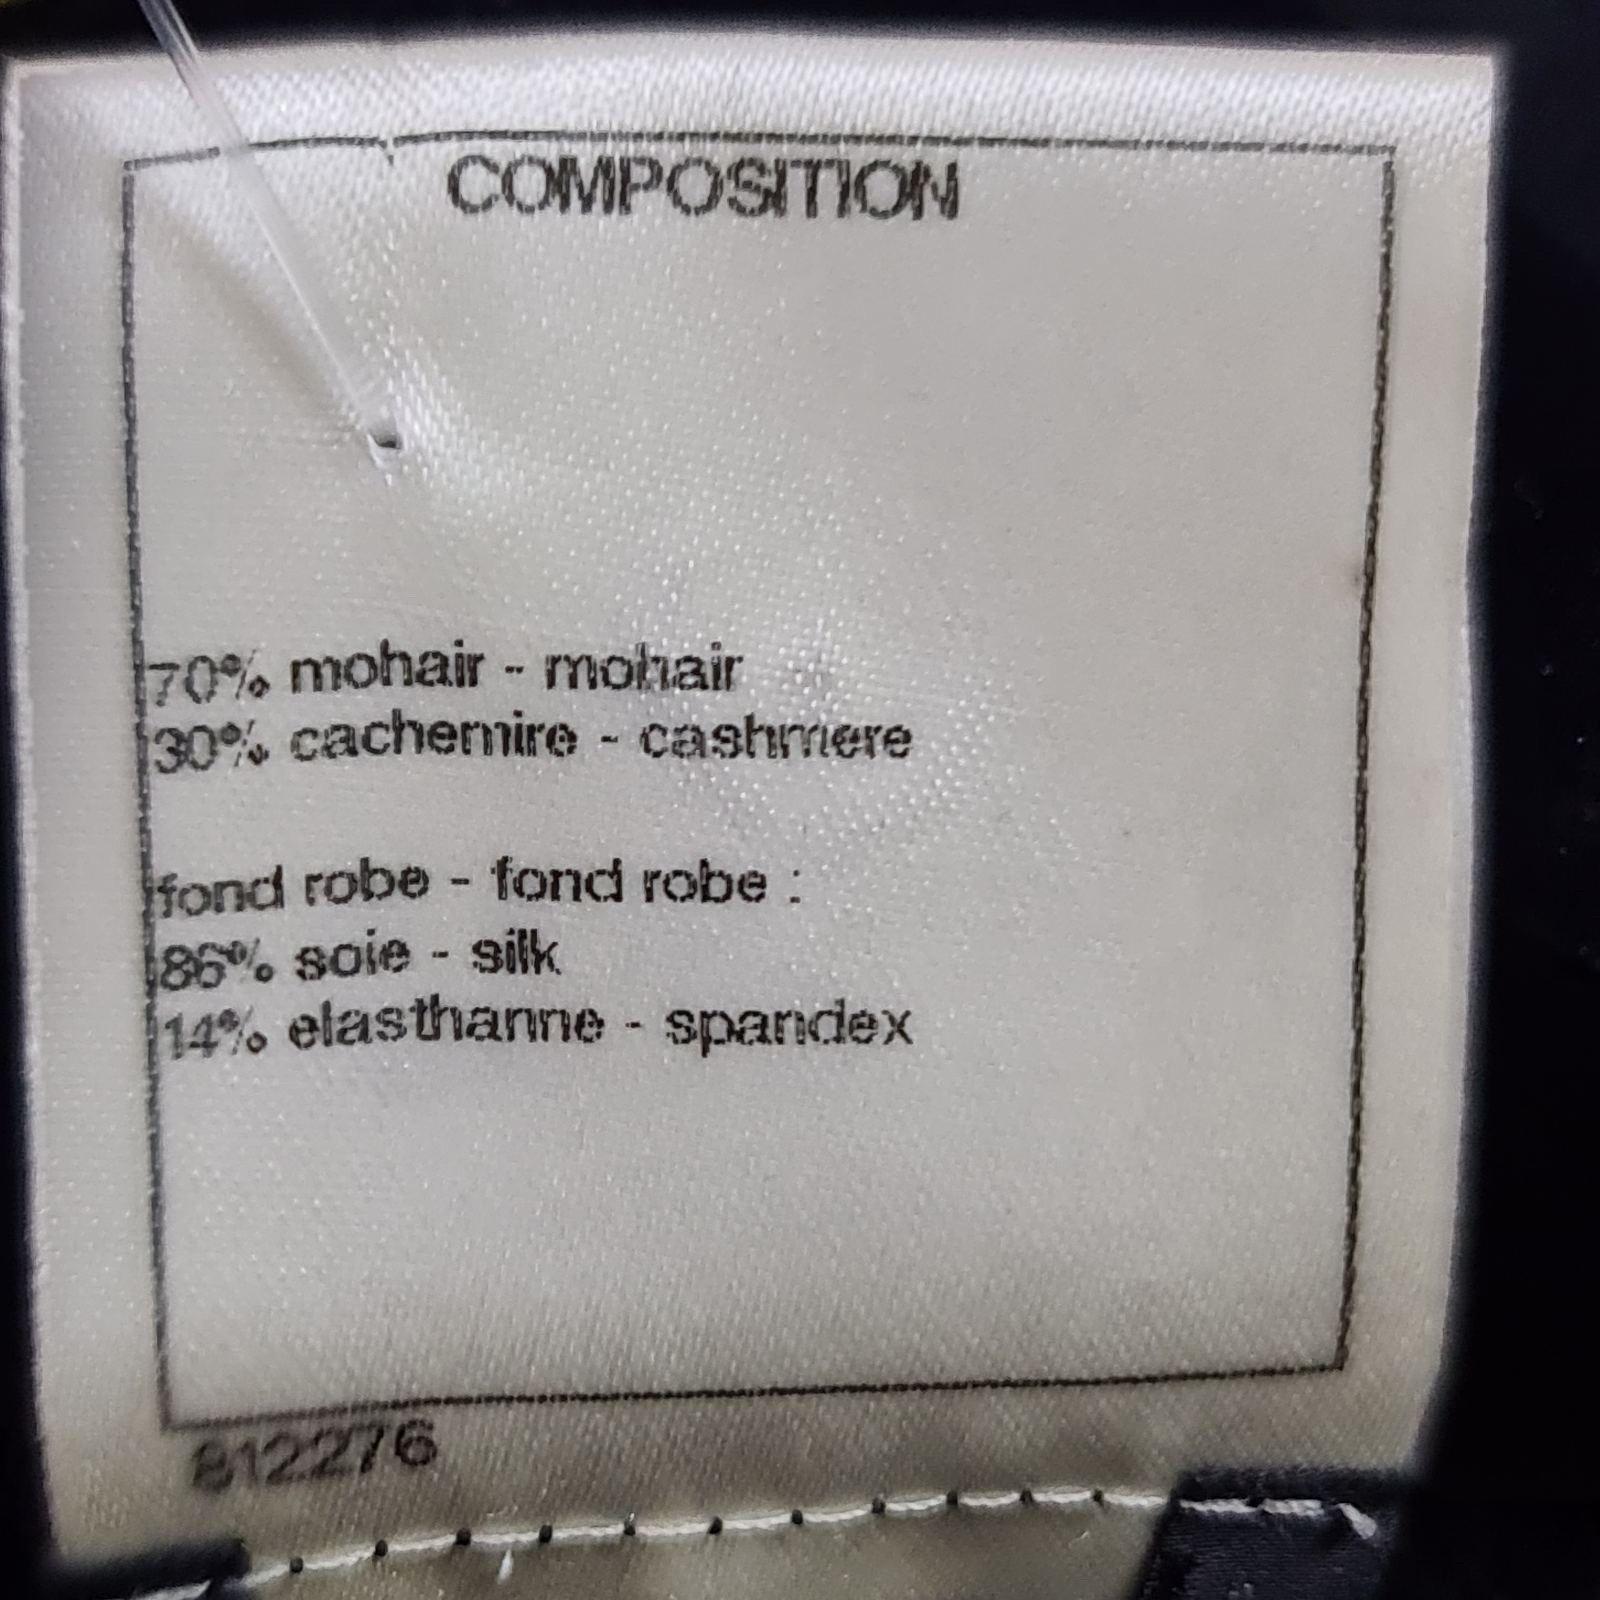 COMPOSITION
70% mohair - mohair
30% cachemire - cashmere
fond robe - fond robe :
86% soie - silk
14% elasthanne - spandex
812276